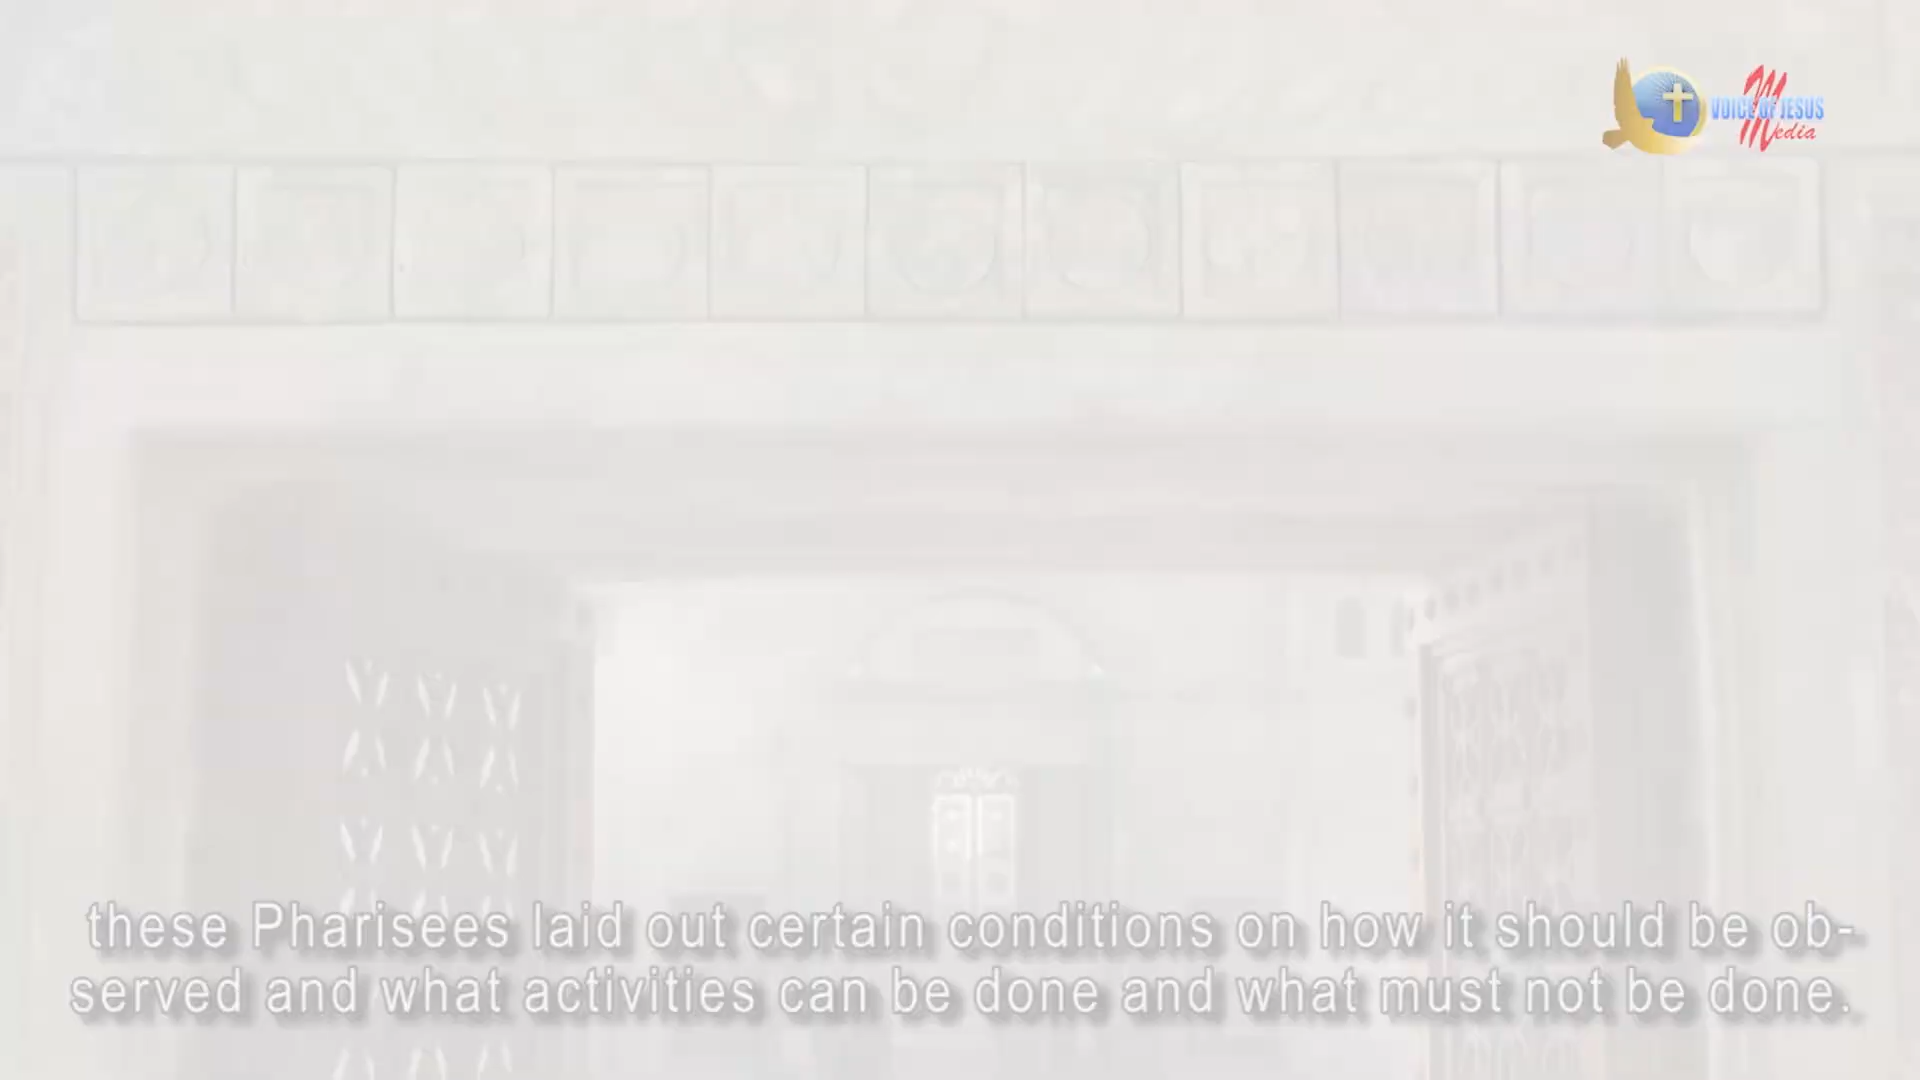 VOICE OF JESUS
Media
these Pharisees laid out certain conditions on how it should be ob-
served and what activities can be done and what must not be done.